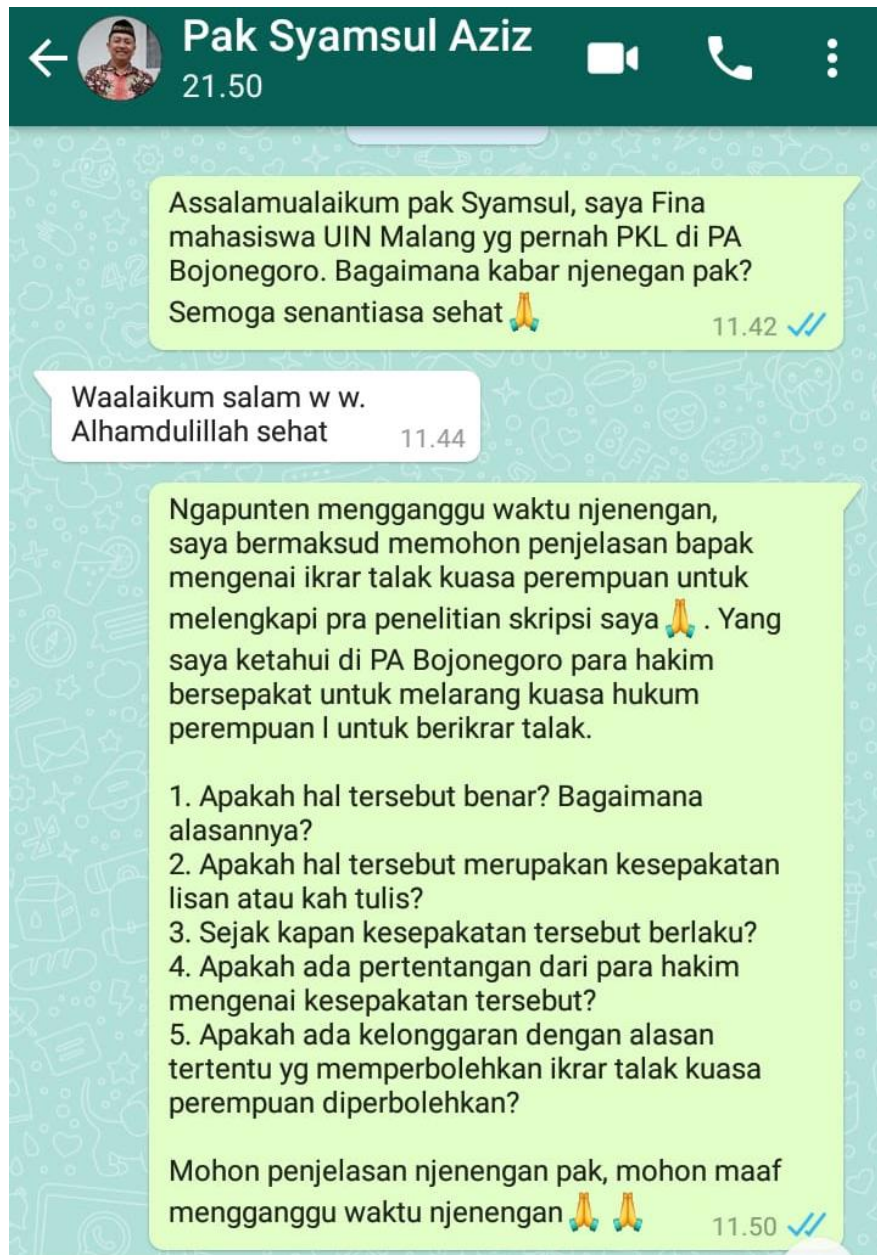 Pak Syamsul Aziz
21.50
Assalamualaikum pak Syamsul, saya Fina
mahasiswa UIN Malang yg pernah PKL di PA
Bojonegoro. Bagaimana kabar njenegan pak?
Semoga senantiasa sehat🙏
11.42
Waalaikum salam w w.
Alhamdulillah sehat
11.44
Ngapunten mengganggu waktu njenengan,
saya bermaksud memohon penjelasan bapak
mengenai ikrar talak kuasa perempuan untuk
melengkapi pra penelitian skripsi saya🙏 . Yang
saya ketahui di PA Bojonegoro para hakim
bersepakat untuk melarang kuasa hukum
perempuan l untuk berikrar talak.
1. Apakah hal tersebut benar? Bagaimana
alasannya?
2. Apakah hal tersebut merupakan kesepakatan
lisan atau kah tulis?
3. Sejak kapan kesepakatan tersebut berlaku?
4. Apakah ada pertentangan dari para hakim
mengenai kesepakatan tersebut?
5. Apakah ada kelonggaran dengan alasan
tertentu yg memperbolehkan ikrar talak kuasa
perempuan diperbolehkan?
Mohon penjelasan njenengan pak, mohon maaf
mengganggu waktu njenengan🙏 🙏
11.50